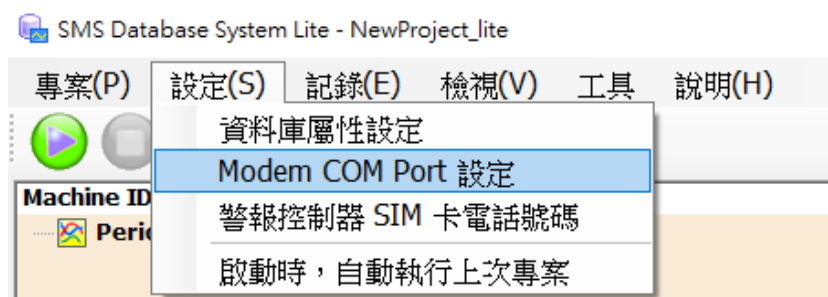 SMS Database System Lite - NewProject_lite
專案(P) 設定(S) 記錄(E) 檢視(V) 工具 說明(H)
資料庫屬性設定
Modem COM Port 設定
Machine ID
警報控制器 SIM 卡電話號碼
啟動時，自動執行上次專案